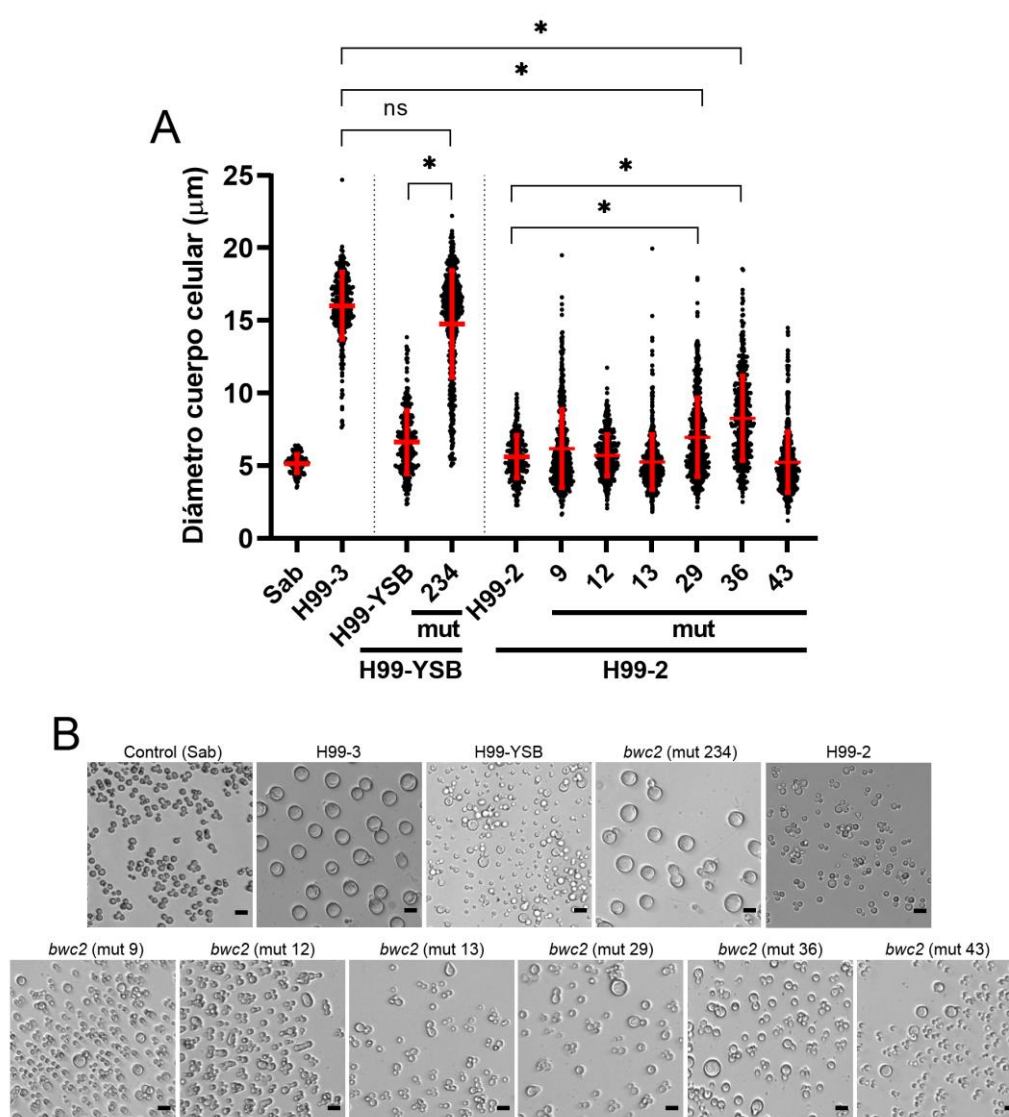 *
*
ns
A
*
*
*
Diámetro cuerpo celular (μm)
25
20
15
10
5
0
Sab
H99-3
H99-YSB
234
H99-2
9
12
13
29
36
43
mut
mut
H99-YSB
H99-2
B
Control (Sab)
H99-3
H99-YSB
bwc2 (mut 234)
H99-2
bwc2 (mut 9)
bwc2 (mut 12)
bwc2 (mut 13)
bwc2 (mut 29)
bwc2 (mut 36)
bwc2 (mut 43)